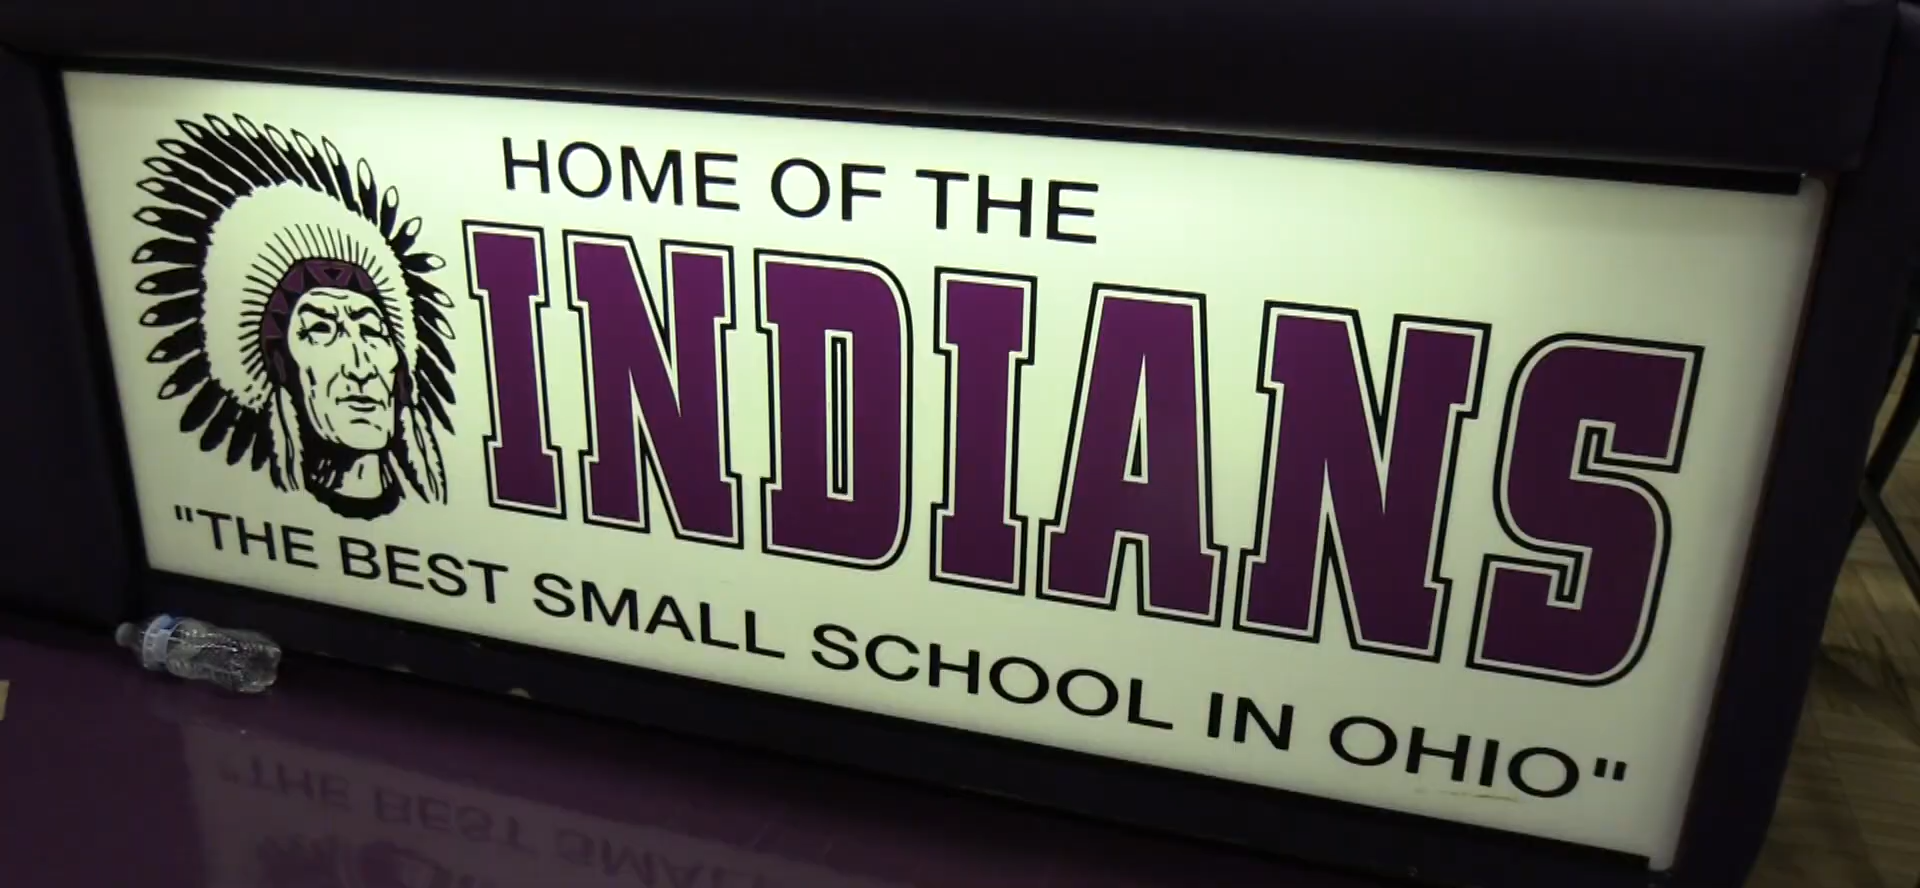 HOME OF THE
INDIANS
"THE BEST SMALL SCHOOL IN OHIO"